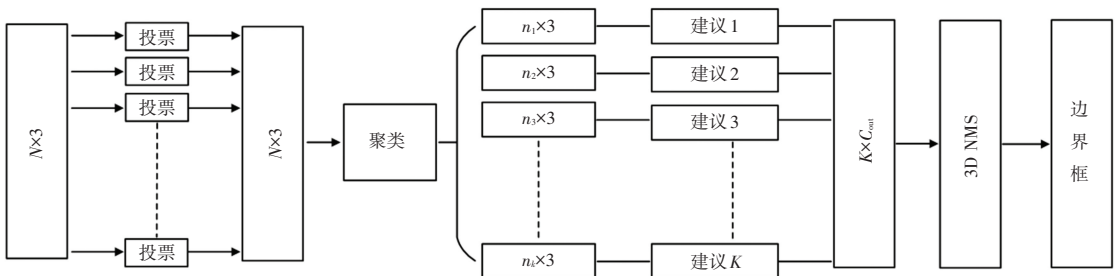 N×3
投票
投票
投票
投票
N×3
聚类
n₁×3
建议1
n₂×3
建议2
n₃×3
建议3
nₖ×3
建议K
K×Cout
3D NMS
边界框